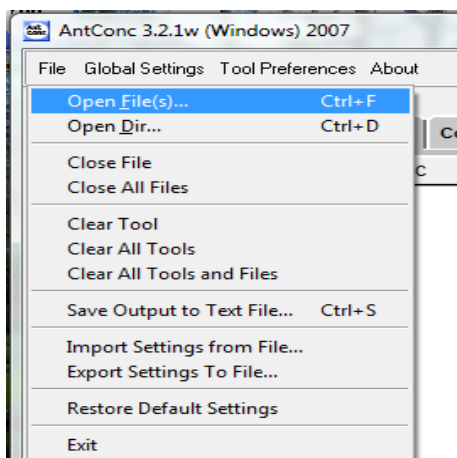 AntConc 3.2.1w (Windows) 2007
File Global Settings Tool Preferences About
Open File(s)... Ctrl+F
Open Dir... Ctrl+D
Close File
Close All Files
Clear Tool
Clear All Tools
Clear All Tools and Files
Save Output to Text File... Ctrl+S
Import Settings from File...
Export Settings To File...
Restore Default Settings
Exit